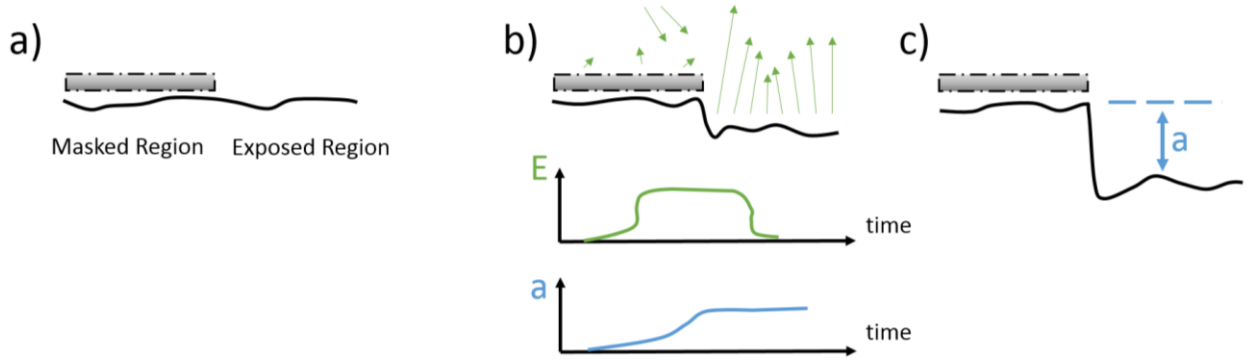 a)
Masked Region
Exposed Region
b)
E
time
a
time
c)
a